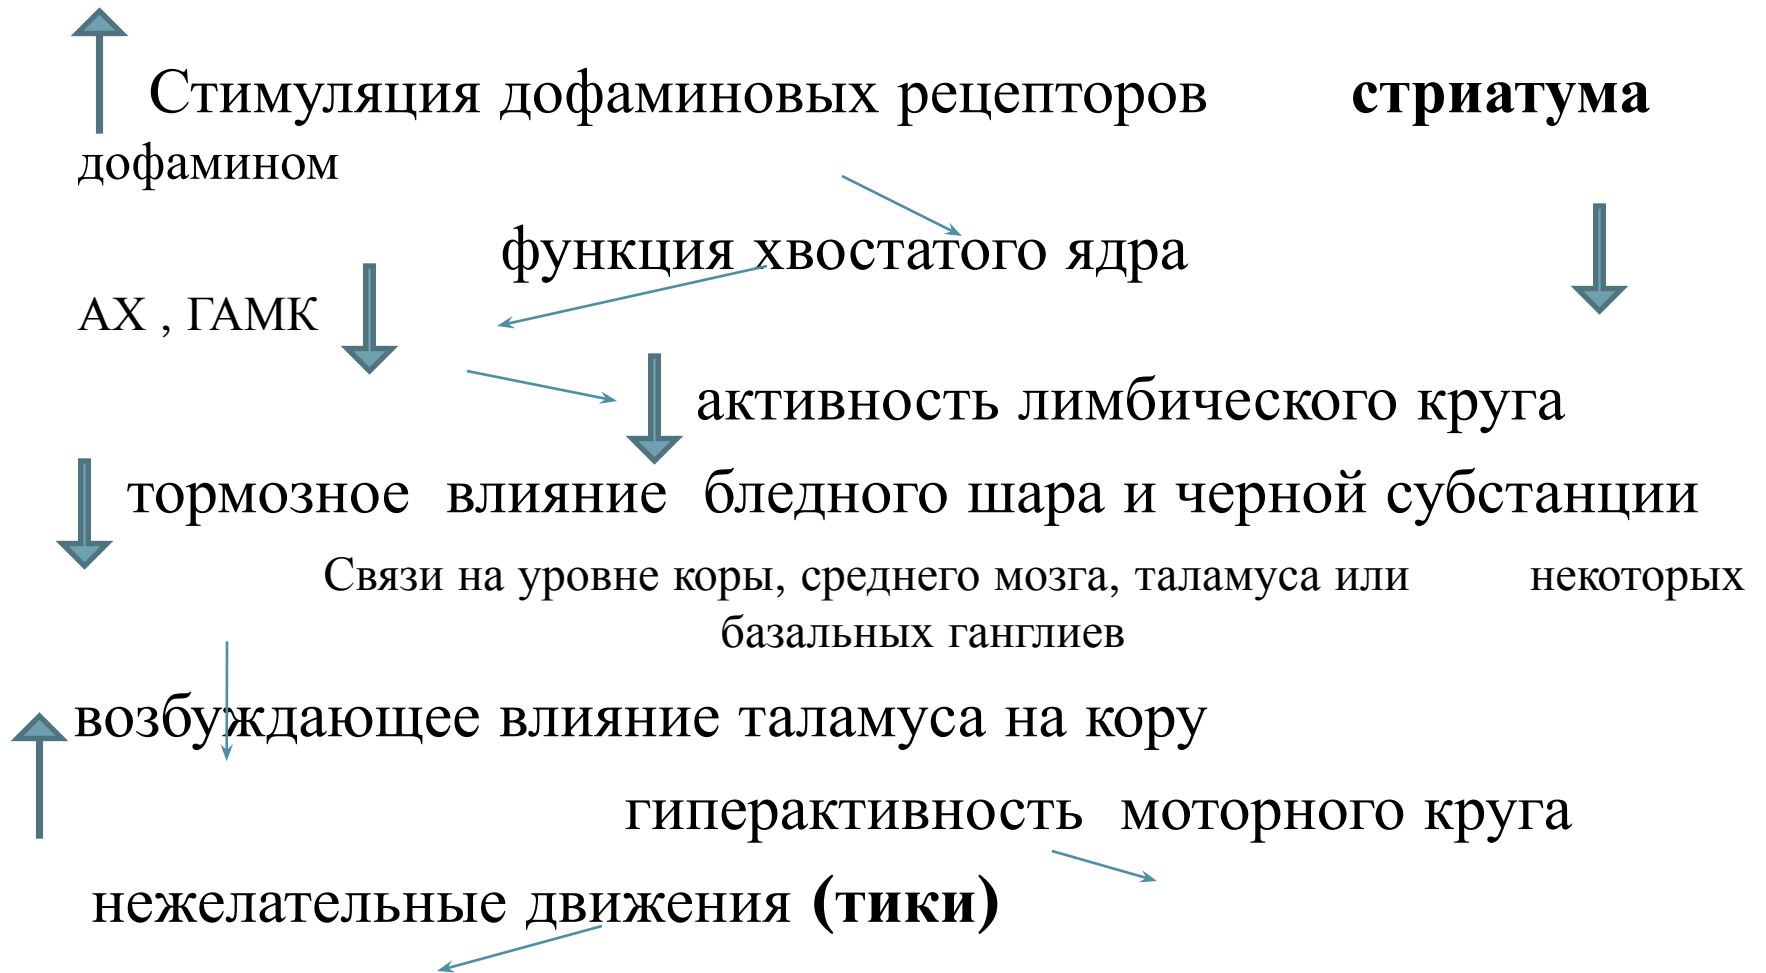 Стимуляция дофаминовых рецепторов стриатума
дофамином
функция хвостатого ядра
АХ , ГАМК
активность лимбического круга
тормозное влияние бледного шара и черной субстанции
Связи на уровне коры, среднего мозга, таламуса или некоторых
базальных ганглиев
возбуждающее влияние таламуса на кору
гиперактивность моторного круга
нежелательные движения (тики)